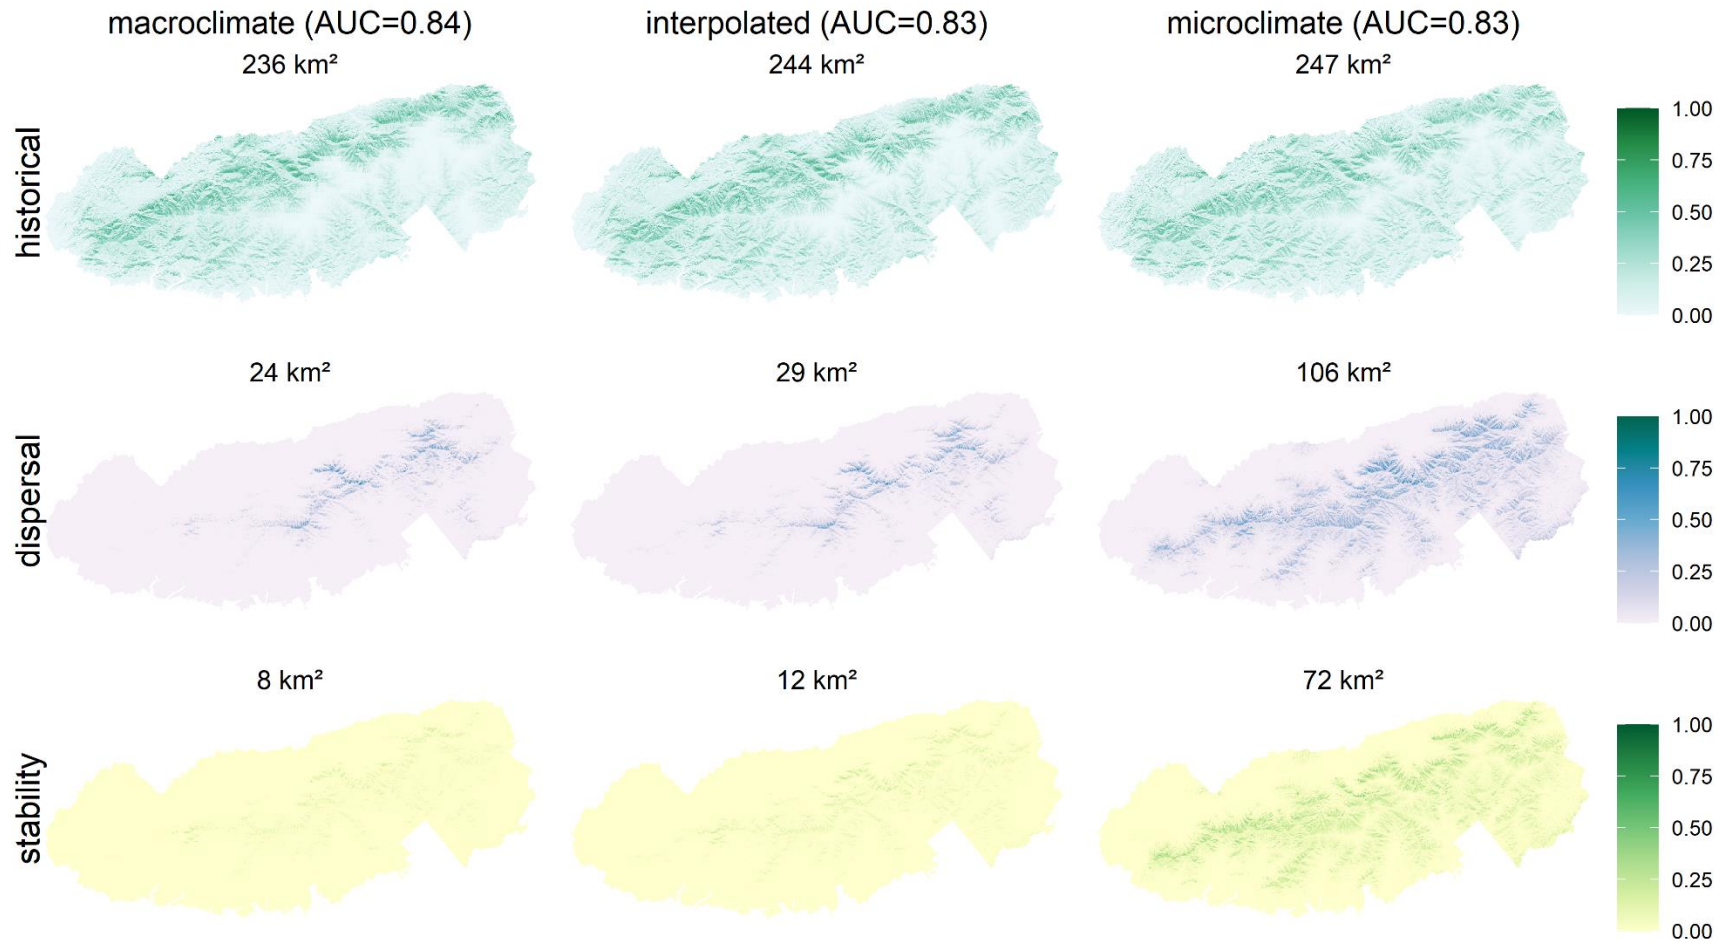 macroclimate (AUC=0.84) interpolated (AUC=0.83) microclimate (AUC=0.83)
236 km² 244 km² 247 km²
historical
1.00
0.75
0.50
0.25
0.00
24 km² 29 km² 106 km²
dispersal
1.00
0.75
0.50
0.25
0.00
8 km² 12 km² 72 km²
stability
1.00
0.75
0.50
0.25
0.00